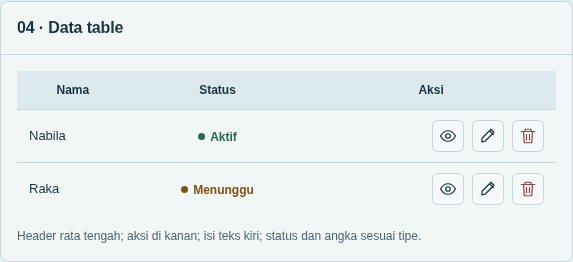 04 · Data table
Nama Status Aksi
Nabila Aktif
Raka Menunggu
Header rata tengah; aksi di kanan; isi teks kiri; status dan angka sesuai tipe.